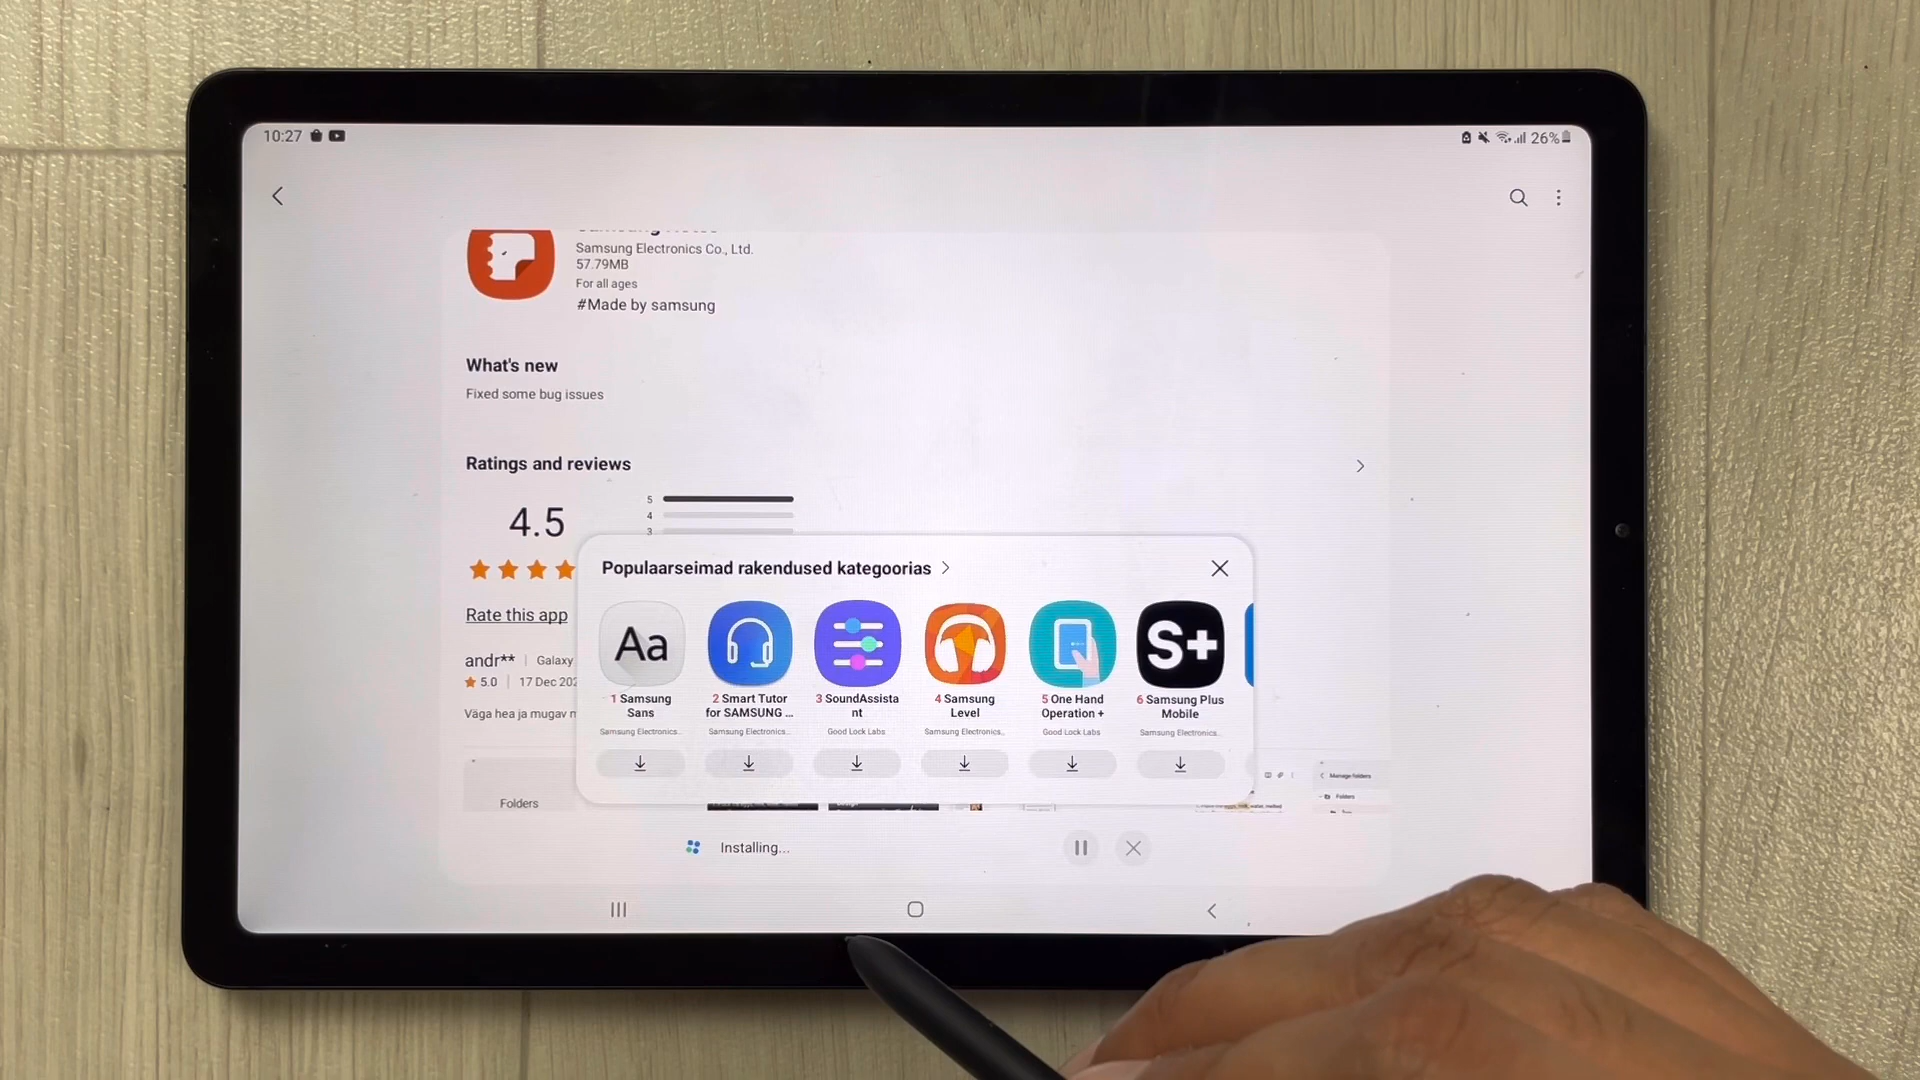 10:27
26%
Samsung Electronics Co., Ltd.
57.79MB
For all ages
#Made by samsung
What's new
Fixed some bug issues
Ratings and reviews
4.5
5
4
3
Rate this app
andr** | Galaxy
5.0 | 17 Dec 202
Väga hea ja mugav
Populaarseimad rakendused kategoorias
Aa
S+
1 Samsung
Sans
Samsung Electronics..
2 Smart Tutor
for SAMSUNG ...
Samsung Electronics..
3 SoundAssista
nt
Good Lock Labs
4 Samsung
Level
Samsung Electronics..
5 One Hand
Operation +
Good Lock Labs
6 Samsung Plus
Mobile
Samsung Electronics..
Folders
Manage folders
Folders
Installing...